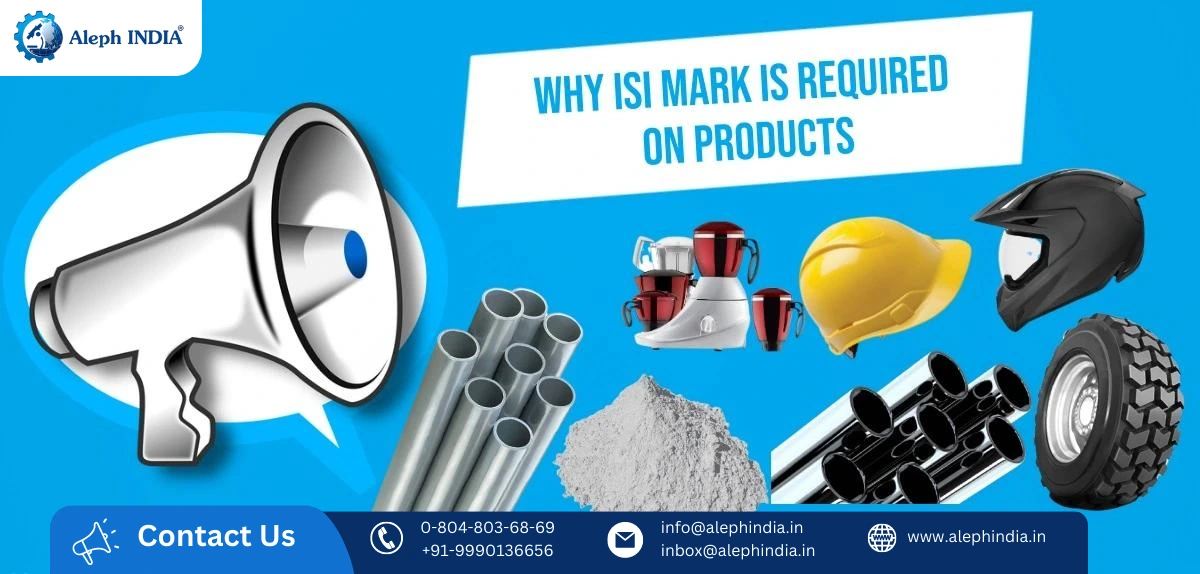 Aleph INDIA®
WHY ISI MARK IS REQUIRED
ON PRODUCTS
Contact Us
0-804-803-68-69
+91-9990136656
info@alephindia.in
inbox@alephindia.in
www.alephindia.in